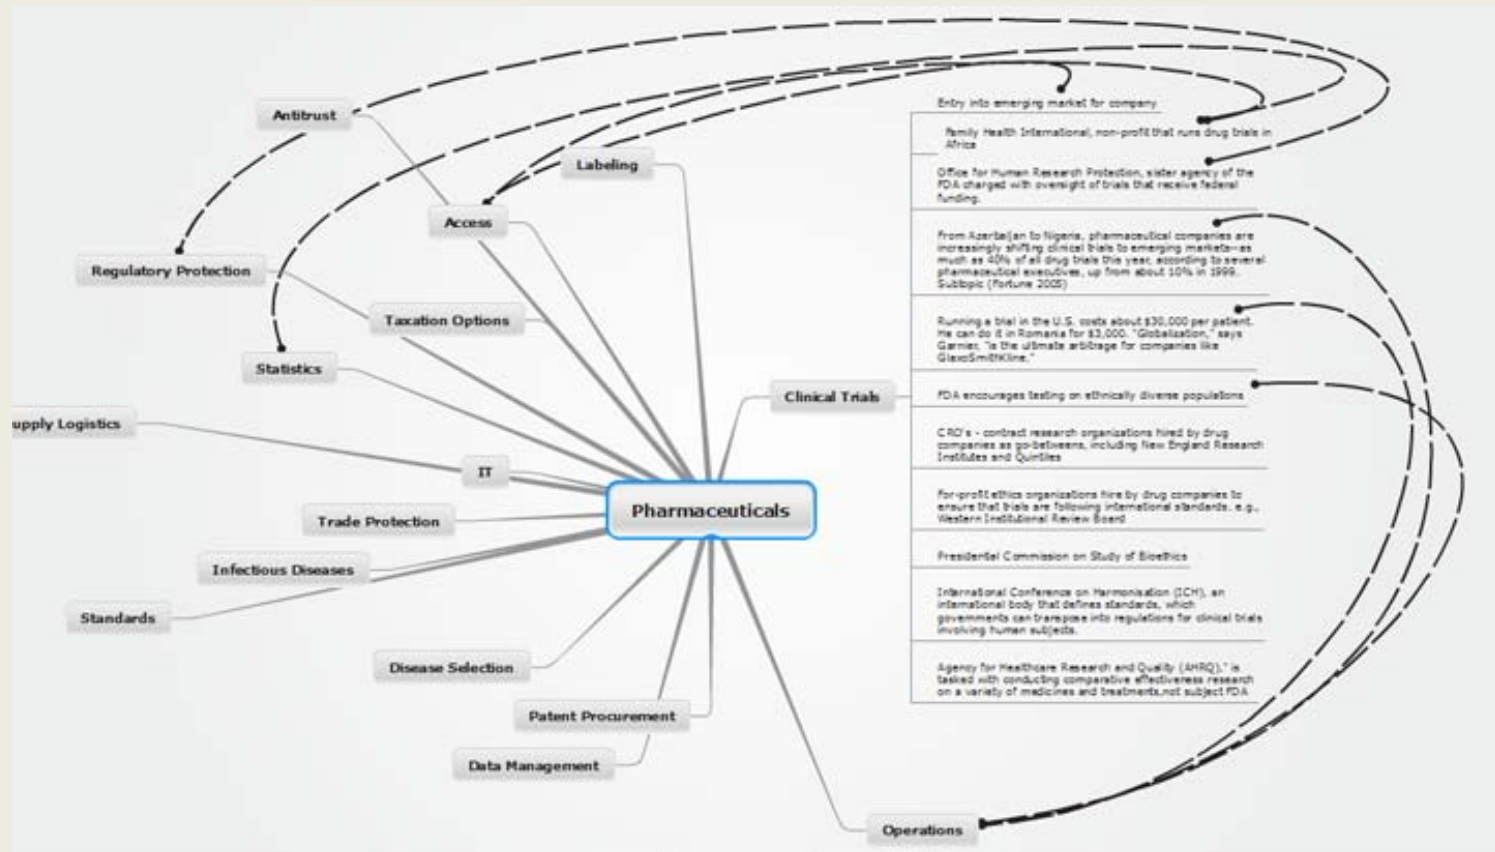 Antitrust
Labeling
Access
Regulatory Protection
Taxation Options
Statistics
upply Logistics
IT
Trade Protection
Infectious Diseases
Standards
Disease Selection
Patent Procurement
Data Management
Pharmaceuticals
Clinical Trials
Operations
Entry into emerging market for company
Family Health International, non-profit that runs drug trials in
Africa
Office for Human Research Protection, sister agency of the
FDA charged with oversight of trials that receive federal
funding.
From Azerbaijan to Nigeria, pharmaceutical companies are
increasingly shifting clinical trials to emerging markets--as
much as 40% of all drug trials this year, according to several
pharmaceutical executives, up from about 10% in 1999.
Subtopic (Fortune 2005)
Running a trial in the U.S. costs about $30,000 per patient.
He can do it in Romania for $3,000. "Globalization," says
Garnier, "is the ultimate arbitrage for companies like
GlaxoSmithKline."
FDA encourages testing on ethnically diverse populations
CRO's - contract research organizations hired by drug
companies as go-betweens, including New England Research
Institutes and Quintiles
For-profit ethics organizations hire by drug companies to
ensure that trials are following international standards. e.g.,
Western Institutional Review Board
Presidential Commission on Study of Bioethics
International Conference on Harmonisation (ICH), an
international body that defines standards, which
governments can transpose into regulations for clinical trials
involving human subjects.
Agency for Healthcare Research and Quality (AHRQ)," is
tasked with conducting comparative effectiveness research
on a variety of medicines and treatments,not subject FDA